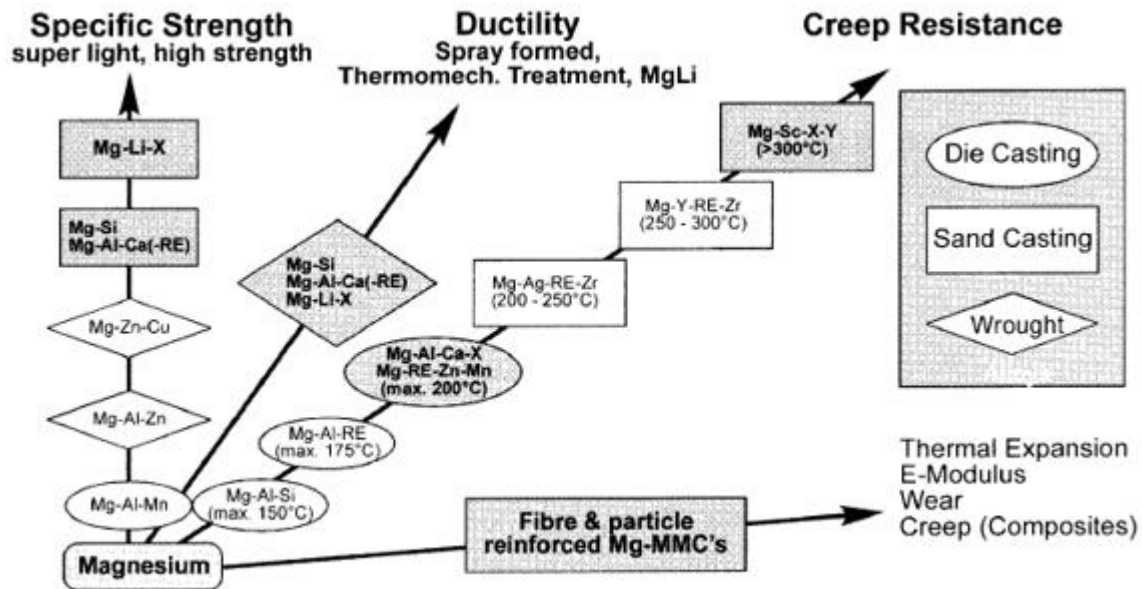 Specific Strength
super light, high strength
Ductility
Spray formed,
Thermomech. Treatment, MgLi
Creep Resistance
Mg-Li-X
Mg-Si
Mg-Al-Ca(-RE)
Mg-Zn-Cu
Mg-Al-Zn
Mg-Al-Mn
Magnesium
Mg-Si
Mg-Al-Ca(-RE)
Mg-Li-X
Mg-Sc-X-Y
(>300°C)
Mg-Y-RE-Zr
(250 - 300°C)
Mg-Ag-RE-Zr
(200 - 250°C)
Mg-Al-Ca-X
Mg-RE-Zn-Mn
(max. 200°C)
Mg-Al-RE
(max. 175°C)
Mg-Al-Si
(max. 150°C)
Fibre & particle
reinforced Mg-MMC's
Die Casting
Sand Casting
Wrought
Thermal Expansion
E-Modulus
Wear
Creep (Composites)